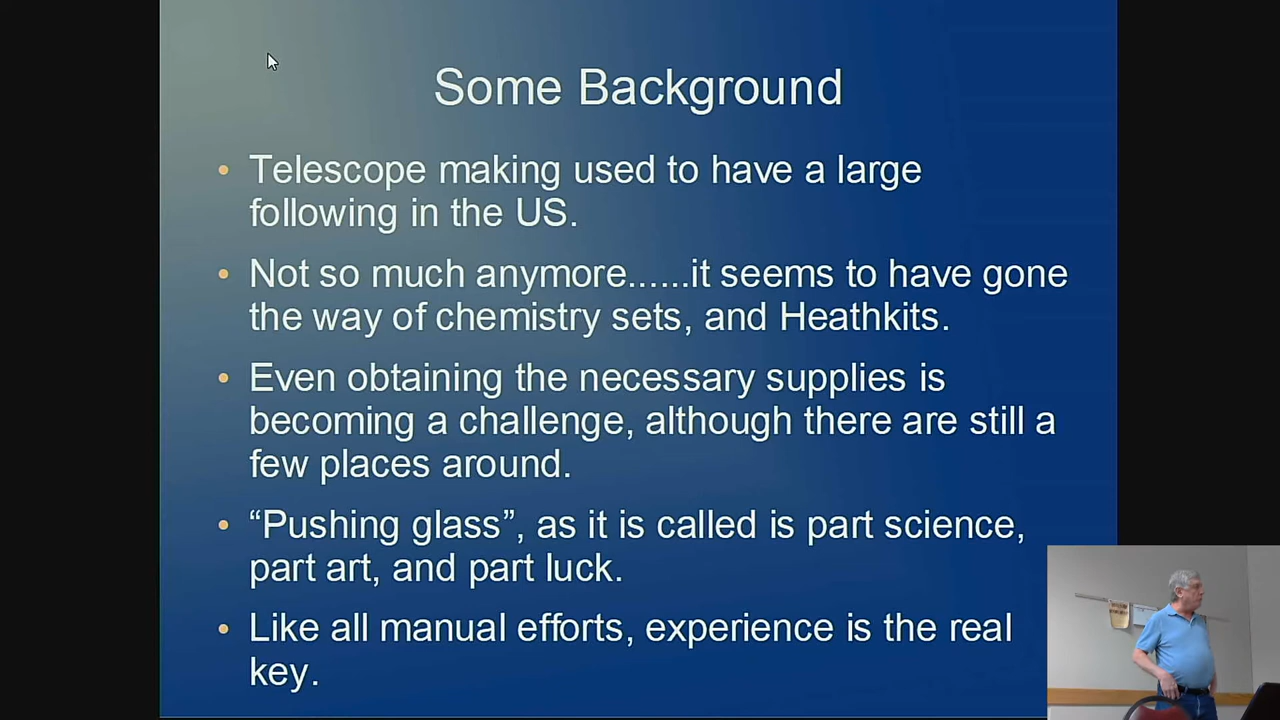 Some Background
• Telescope making used to have a large
following in the US.
• Not so much anymore......it seems to have gone
the way of chemistry sets, and Heathkits.
• Even obtaining the necessary supplies is
becoming a challenge, although there are still a
few places around.
• “Pushing glass”, as it is called is part science,
part art, and part luck.
• Like all manual efforts, experience is the real
key.